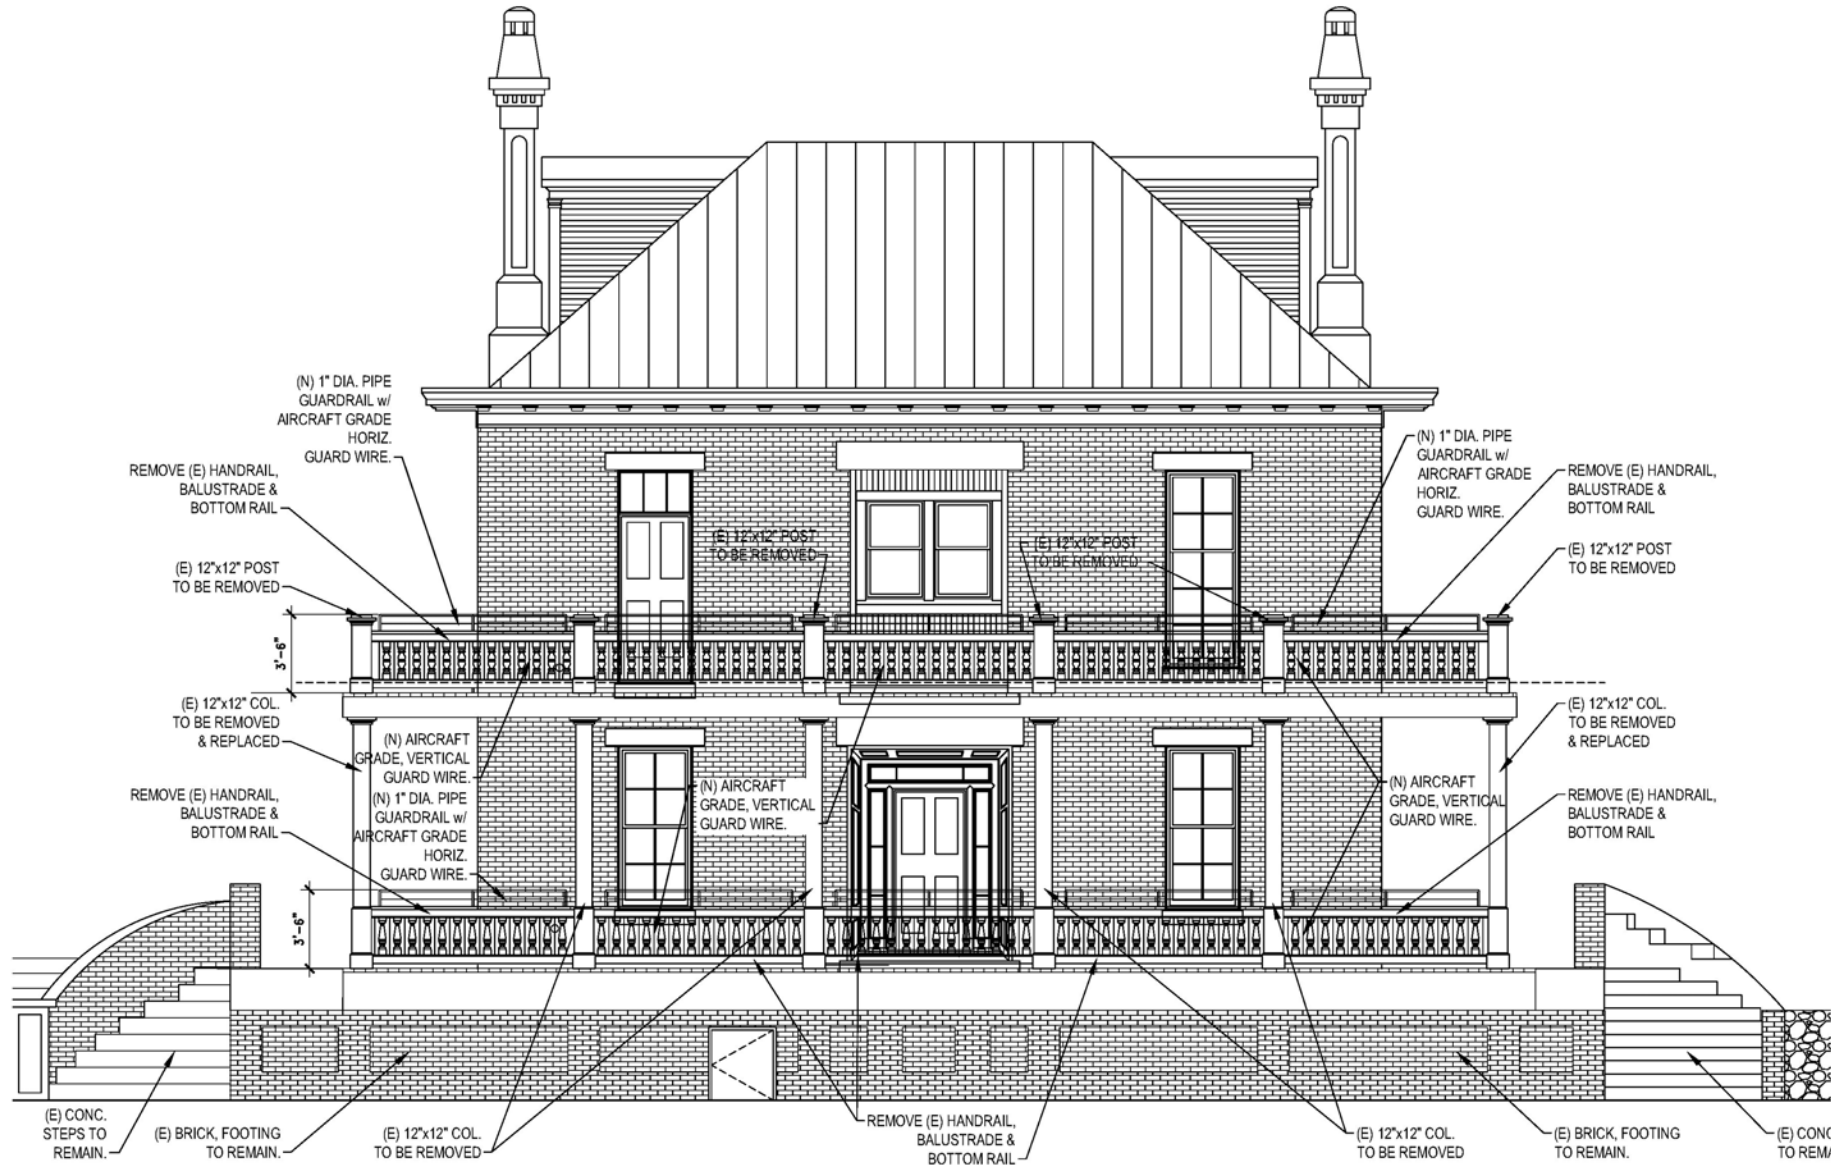 (N) 1" DIA. PIPE
GUARDRAIL w/
AIRCRAFT GRADE
HORIZ.
GUARD WIRE.
REMOVE (E) HANDRAIL,
BALUSTRADE &
BOTTOM RAIL
(E) 12"x12" POST
TO BE REMOVED
3'-6"
(E) 12"x12" COL.
TO BE REMOVED
& REPLACED
REMOVE (E) HANDRAIL,
BALUSTRADE &
BOTTOM RAIL
(E) 12"x12" POST
TO BE REMOVED
(E) 12"x12" POST
TO BE REMOVED
(N) 1" DIA. PIPE
GUARDRAIL w/
AIRCRAFT GRADE
HORIZ.
GUARD WIRE.
REMOVE (E) HANDRAIL,
BALUSTRADE &
BOTTOM RAIL
(E) 12"x12" POST
TO BE REMOVED
(N) AIRCRAFT
GRADE, VERTICAL
GUARD WIRE.
(N) 1" DIA. PIPE
GUARDRAIL w/
AIRCRAFT GRADE
HORIZ.
GUARD WIRE.
3'-6"
(N) AIRCRAFT
GRADE, VERTICAL
GUARD WIRE.
(N) AIRCRAFT
GRADE, VERTICAL
GUARD WIRE.
(E) 12"x12" COL.
TO BE REMOVED
& REPLACED
REMOVE (E) HANDRAIL,
BALUSTRADE &
BOTTOM RAIL
(E) CONC.
STEPS TO
REMAIN.
(E) BRICK, FOOTING
TO REMAIN.
(E) 12"x12" COL.
TO BE REMOVED
REMOVE (E) HANDRAIL,
BALUSTRADE &
BOTTOM RAIL
(E) 12"x12" COL.
TO BE REMOVED
(E) BRICK, FOOTING
TO REMAIN.
(E) CONC
TO REMA